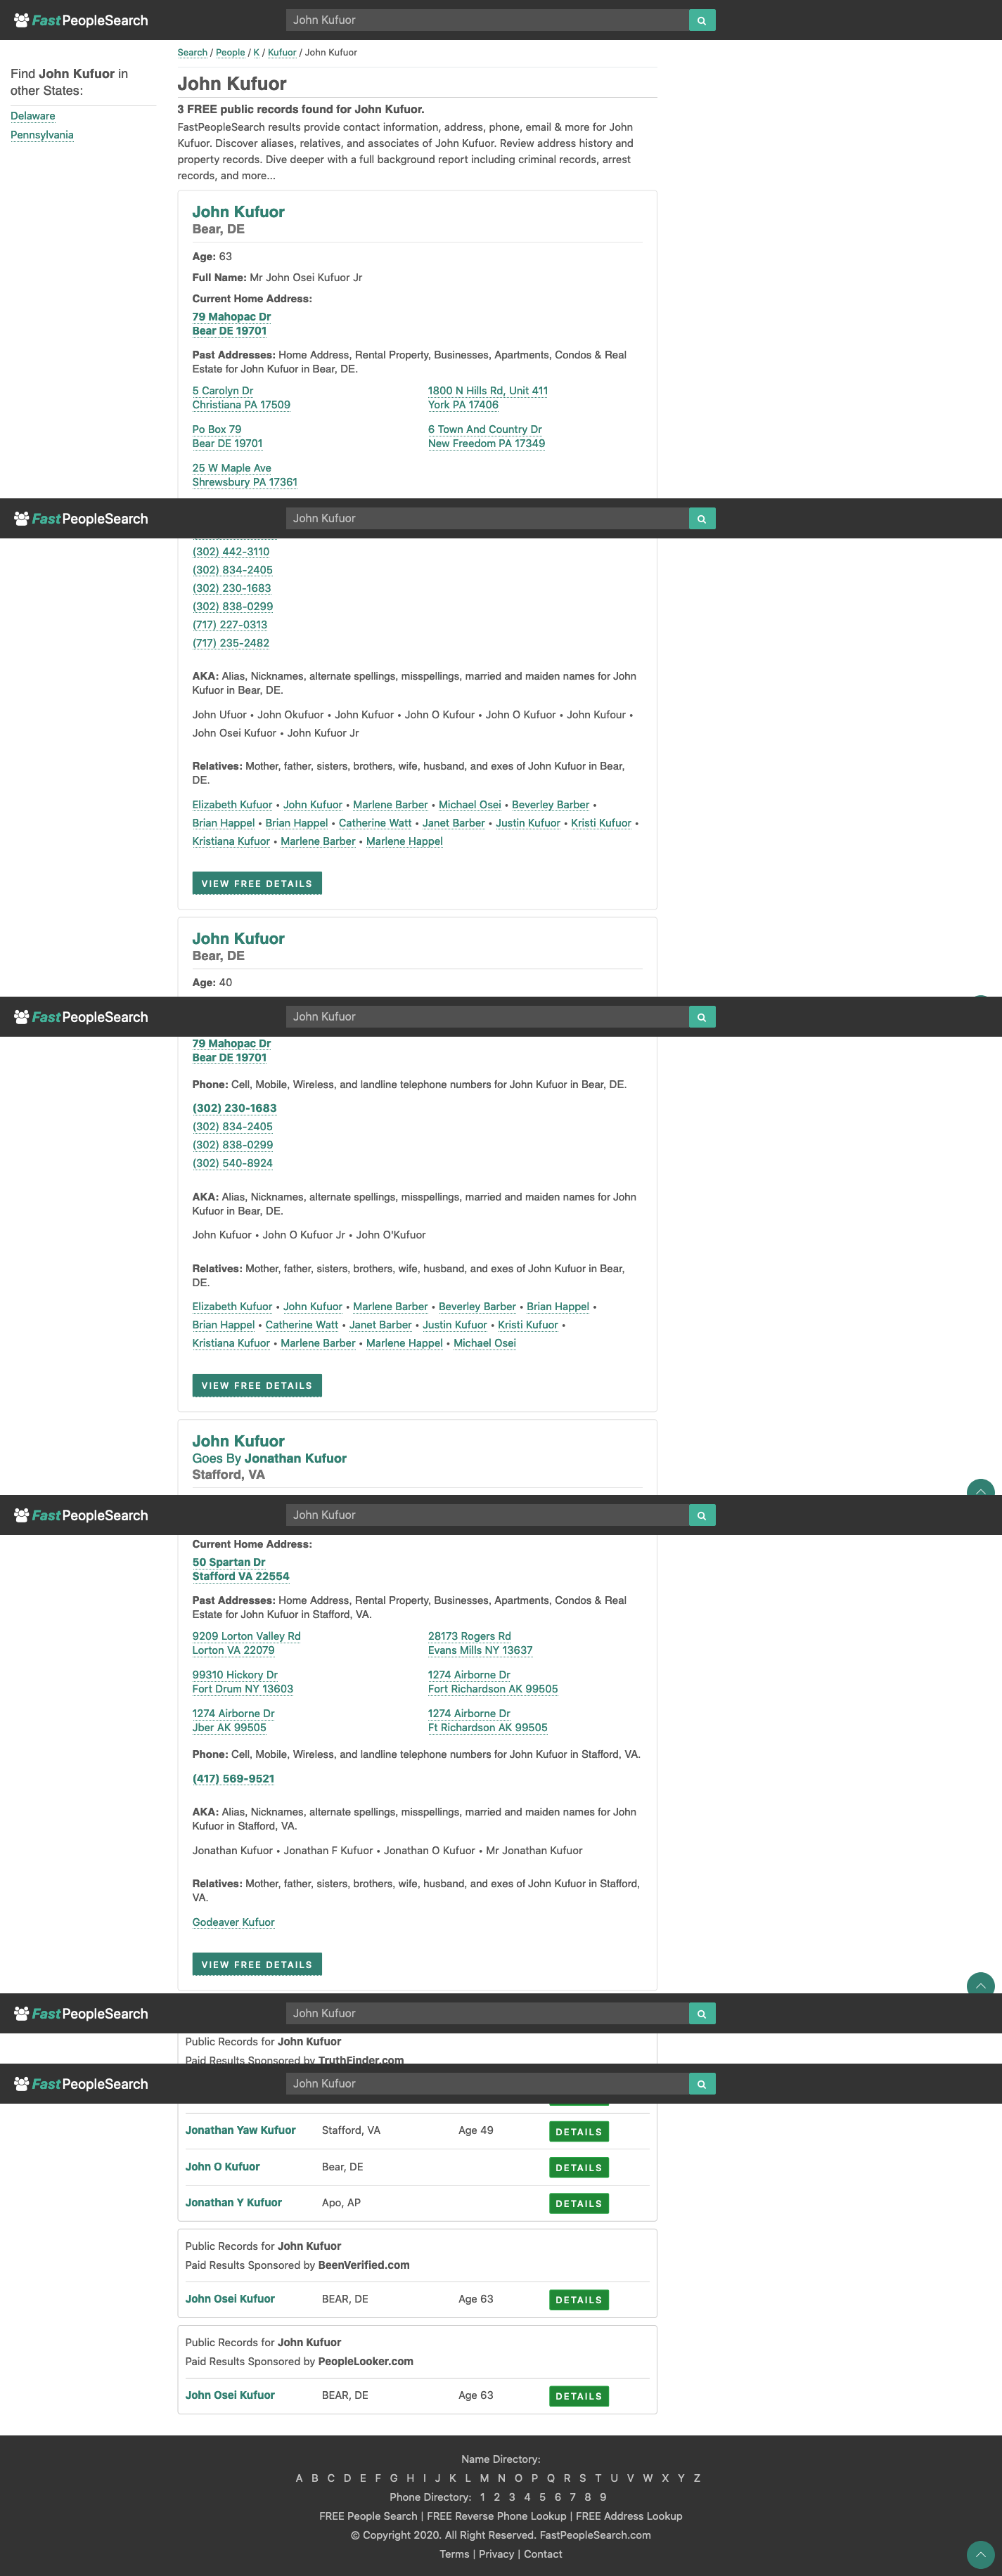 FastPeopleSearch
John Kufuor
Find John Kufuor in
other States:
Delaware
Pennsylvania
Search / People / K / Kufuor / John Kufuor
John Kufuor
3 FREE public records found for John Kufuor.
FastPeopleSearch results provide contact information, address, phone, email & more for John
Kufuor. Discover aliases, relatives, and associates of John Kufuor. Review address history and
property records. Dive deeper with a full background report including criminal records, arrest
records, and more...
John Kufuor
Bear, DE
Age: 63
Full Name: Mr John Osei Kufuor Jr
Current Home Address:
79 Mahopac Dr
Bear DE 19701
Past Addresses: Home Address, Rental Property, Businesses, Apartments, Condos & Real
Estate for John Kufuor in Bear, DE.
5 Carolyn Dr
Christiana PA 17509
1800 N Hills Rd, Unit 411
York PA 17406
Po Box 79
Bear DE 19701
6 Town And Country Dr
New Freedom PA 17349
25 W Maple Ave
Shrewsbury PA 17361
FastPeopleSearch
John Kufuor
(302) 442-3110
(302) 834-2405
(302) 230-1683
(302) 838-0299
(717) 227-0313
(717) 235-2482
AKA: Alias, Nicknames, alternate spellings, misspellings, married and maiden names for John
Kufuor in Bear, DE.
John Ufuor • John Okufuor • John Kufuor • John O Kufour • John O Kufuor • John Kufour •
John Osei Kufuor • John Kufuor Jr
Relatives: Mother, father, sisters, brothers, wife, husband, and exes of John Kufuor in Bear,
DE.
Elizabeth Kufuor • John Kufuor • Marlene Barber • Michael Osei • Beverley Barber •
Brian Happel • Brian Happel • Catherine Watt • Janet Barber • Justin Kufuor • Kristi Kufuor •
Kristiana Kufuor • Marlene Barber • Marlene Happel
VIEW FREE DETAILS
John Kufuor
Bear, DE
Age: 40
FastPeopleSearch
John Kufuor
79 Mahopac Dr
Bear DE 19701
Phone: Cell, Mobile, Wireless, and landline telephone numbers for John Kufuor in Bear, DE.
(302) 230-1683
(302) 834-2405
(302) 838-0299
(302) 540-8924
AKA: Alias, Nicknames, alternate spellings, misspellings, married and maiden names for John
Kufuor in Bear, DE.
John Kufuor • John O Kufuor Jr • John O'Kufuor
Relatives: Mother, father, sisters, brothers, wife, husband, and exes of John Kufuor in Bear,
DE.
Elizabeth Kufuor • John Kufuor • Marlene Barber • Beverley Barber • Brian Happel •
Brian Happel • Catherine Watt • Janet Barber • Justin Kufuor • Kristi Kufuor •
Kristiana Kufuor • Marlene Barber • Marlene Happel • Michael Osei
VIEW FREE DETAILS
John Kufuor
Goes By Jonathan Kufuor
Stafford, VA
FastPeopleSearch
John Kufuor
Current Home Address:
50 Spartan Dr
Stafford VA 22554
Past Addresses: Home Address, Rental Property, Businesses, Apartments, Condos & Real
Estate for John Kufuor in Stafford, VA.
9209 Lorton Valley Rd
Lorton VA 22079
28173 Rogers Rd
Evans Mills NY 13637
99310 Hickory Dr
Fort Drum NY 13603
1274 Airborne Dr
Fort Richardson AK 99505
1274 Airborne Dr
Jber AK 99505
1274 Airborne Dr
Ft Richardson AK 99505
Phone: Cell, Mobile, Wireless, and landline telephone numbers for John Kufuor in Stafford, VA.
(417) 569-9521
AKA: Alias, Nicknames, alternate spellings, misspellings, married and maiden names for John
Kufuor in Stafford, VA.
Jonathan Kufuor • Jonathan F Kufuor • Jonathan O Kufuor • Mr Jonathan Kufuor
Relatives: Mother, father, sisters, brothers, wife, husband, and exes of John Kufuor in Stafford,
VA.
Godeaver Kufuor
VIEW FREE DETAILS
FastPeopleSearch
John Kufuor
Public Records for John Kufuor
Paid Results Sponsored by TruthFinder.com
FastPeopleSearch
John Kufuor
Jonathan Yaw Kufuor Stafford, VA Age 49 DETAILS
John O Kufuor Bear, DE DETAILS
Jonathan Y Kufuor Apo, AP DETAILS
Public Records for John Kufuor
Paid Results Sponsored by BeenVerified.com
John Osei Kufuor BEAR, DE Age 63 DETAILS
Public Records for John Kufuor
Paid Results Sponsored by PeopleLooker.com
John Osei Kufuor BEAR, DE Age 63 DETAILS
Name Directory:
A B C D E F G H I J K L M N O P Q R S T U V W X Y Z
Phone Directory: 1 2 3 4 5 6 7 8 9
FREE People Search | FREE Reverse Phone Lookup | FREE Address Lookup
© Copyright 2020. All Right Reserved. FastPeopleSearch.com
Terms | Privacy | Contact